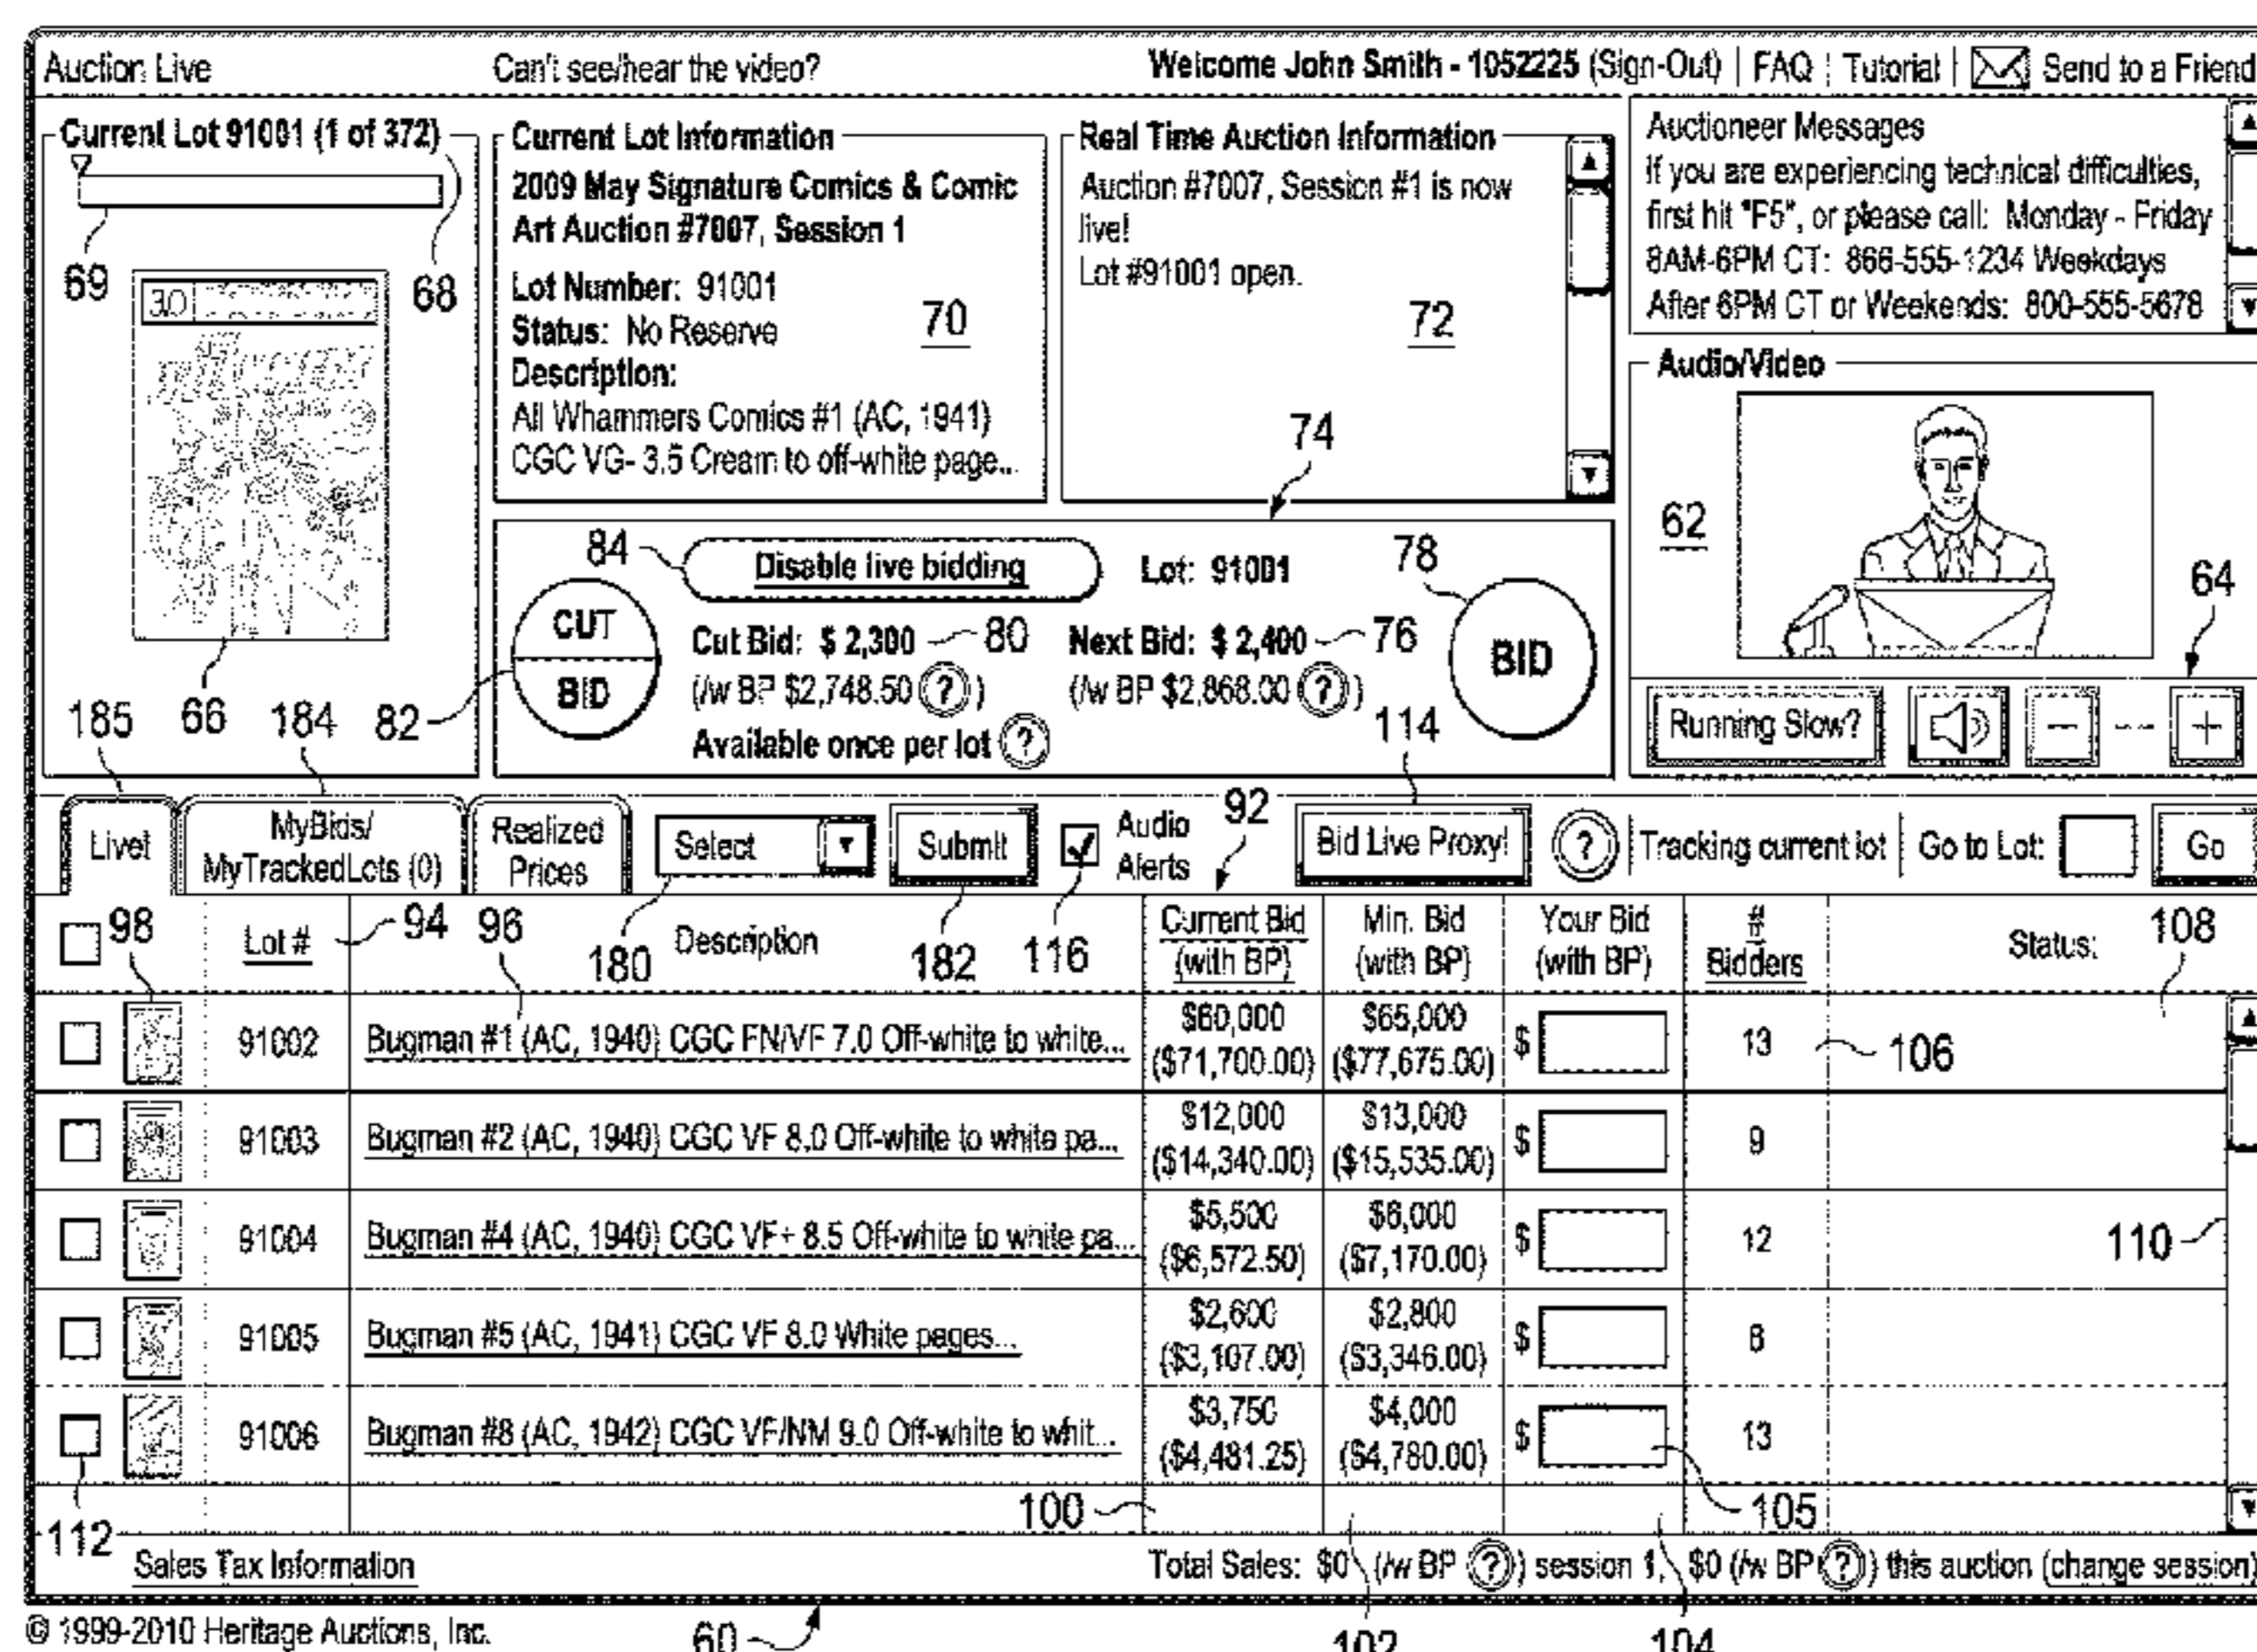 Auction Live
Can't see/hear the video?
Welcome John Smith - 1052225 (Sign-Out) | FAQ | Tutorial | Send to a Friend
Current Lot 91001 (1 of 372)
69
68
30
66
Current Lot Information
2009 May Signature Comics & Comic
Art Auction #7007, Session 1
Lot Number: 91001
Status: No Reserve
70
Description:
All Whammers Comics #1 (AC, 1941)
CGC VG- 3.5 Cream to off-white page...
Real Time Auction Information
Auction #7007, Session #1 is now
live!
Lot #91001 open.
72
74
Auctioneer Messages
If you are experiencing technical difficulties,
first hit "F5", or please call: Monday - Friday
8AM-6PM CT: 866-555-1234 Weekdays
After 6PM CT or Weekends: 800-555-5678
Audio/Video
62
64
Running Slow?
- -- +
84
Disable live bidding
Lot: 91001
78
CUT
BID
82
Cut Bid: $ 2,300
80
(/w BP $2,748.50 (?))
Available once per lot ?
Next Bid: $ 2,400
76
(/w BP $2,868.00 (?))
BID
114
185
184
Live!
MyBids/
MyTrackedLots (0)
Realized
Prices
Select
Submit
Audio
Alerts
92
Bid Live Proxy!
?
Tracking current lot
Go to Lot:
Go
98
Lot #
94
96
180
Description
182
116
Current Bid
(with BP)
Min. Bid
(with BP)
Your Bid
(with BP)
#
Bidders
Status:
108
91002 Bugman #1 (AC, 1940) CGC FN/VF 7.0 Off-white to white... $60,000 $65,000 $ 13
($71,700.00) ($77,675.00)
106
91003 Bugman #2 (AC, 1940) CGC VF 8.0 Off-white to white pa... $12,000 $13,000 $ 9
($14,340.00) ($15,535.00)
91004 Bugman #4 (AC, 1940) CGC VF+ 8.5 Off-white to white pa... $5,500 $6,000 $ 12
($6,572.50) ($7,170.00)
110
91005 Bugman #5 (AC, 1941) CGC VF 8.0 White pages... $2,600 $2,800 $ 8
($3,107.00) ($3,346.00)
91006 Bugman #8 (AC, 1942) CGC VF/NM 9.0 Off-white to whit... $3,750 $4,000 $ 13
($4,481.25) ($4,780.00)
100
105
112
Sales Tax Information
Total Sales: $0 (/w BP (?)) session 1, $0 (/w BP (?)) this auction (change session)
© 1999-2010 Heritage Auctions, Inc.
60
102
104